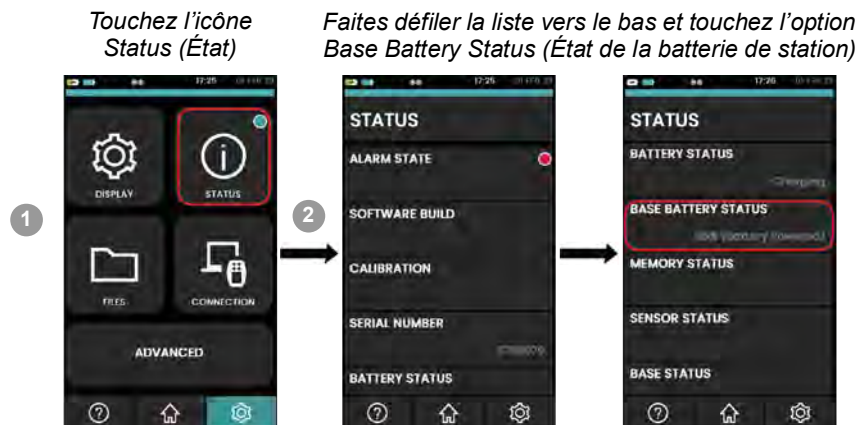 Touchez l’icône
Status (État)
Faites défiler la liste vers le bas et touchez l’option
Base Battery Status (État de la batterie de station)
1
17:25
DISPLAY
STATUS
FILES
CONNECTION
ADVANCED
2
17:25
STATUS
ALARM STATE
SOFTWARE BUILD
CALIBRATION
SERIAL NUMBER
BATTERY STATUS
17:26
STATUS
BATTERY STATUS
Charging
BASE BATTERY STATUS
MEMORY STATUS
SENSOR STATUS
BASE STATUS